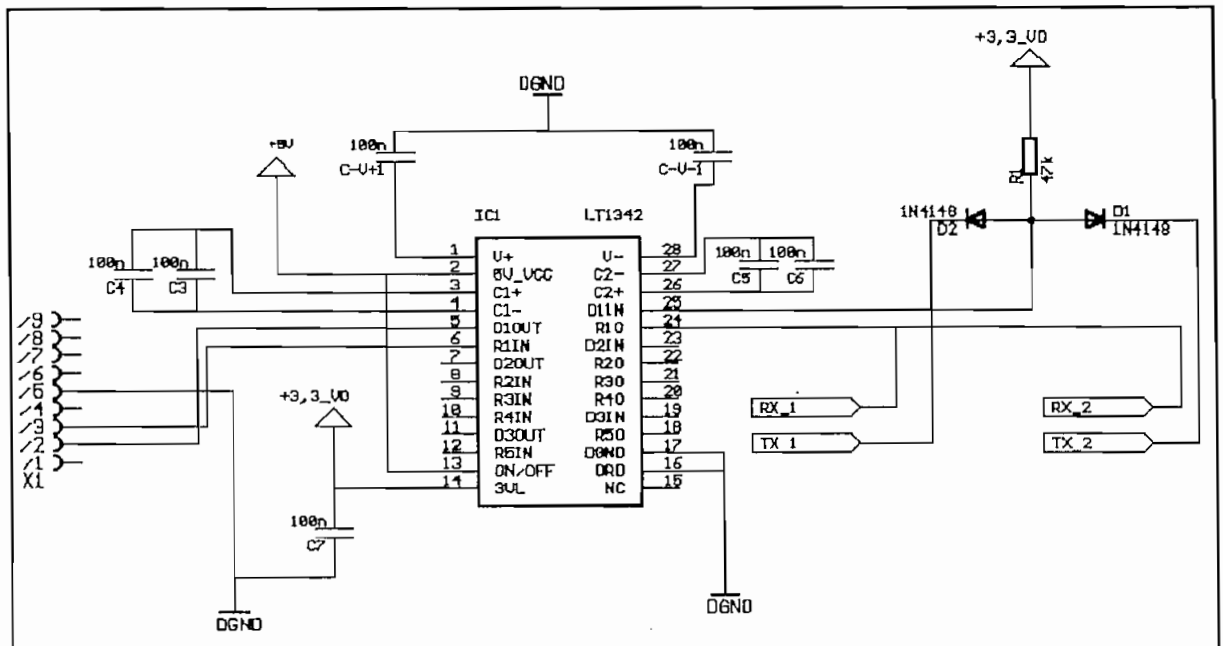 +3,3_VD
DGND
100n
C-V+1
100n
C-V-1
+5V
R1
47k
IC1
LT1342
1N4148
D2
D1
1N4148
100n
C4
100n
C3
100n
C5
100n
C6
1 V+
2 5V_VCC
3 C1+
4 C1-
5 D1OUT
6 R1IN
7 D2OUT
8 R2IN
9 R3IN
10 R4IN
11 D3OUT
12 R5IN
13 ON/OFF
14 3VL
V- 28
C2- 27
C2+ 26
D1IN 25
R1O 24
D2IN 23
R2O 22
R3O 21
R4O 20
D3IN 19
R5O 18
DGND 17
DRD 16
NC 15
/9
/8
/7
/6
/5
/4
/3
/2
/1
X1
+3,3_VD
100n
C7
DGND
DGND
RX_1
TX_1
RX_2
TX_2